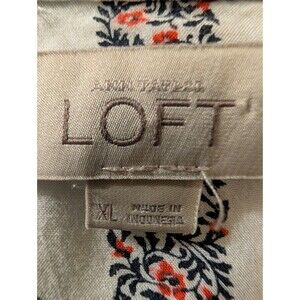 ANN TAYLOR
LOFT
XL
MADE IN
INDONESIA